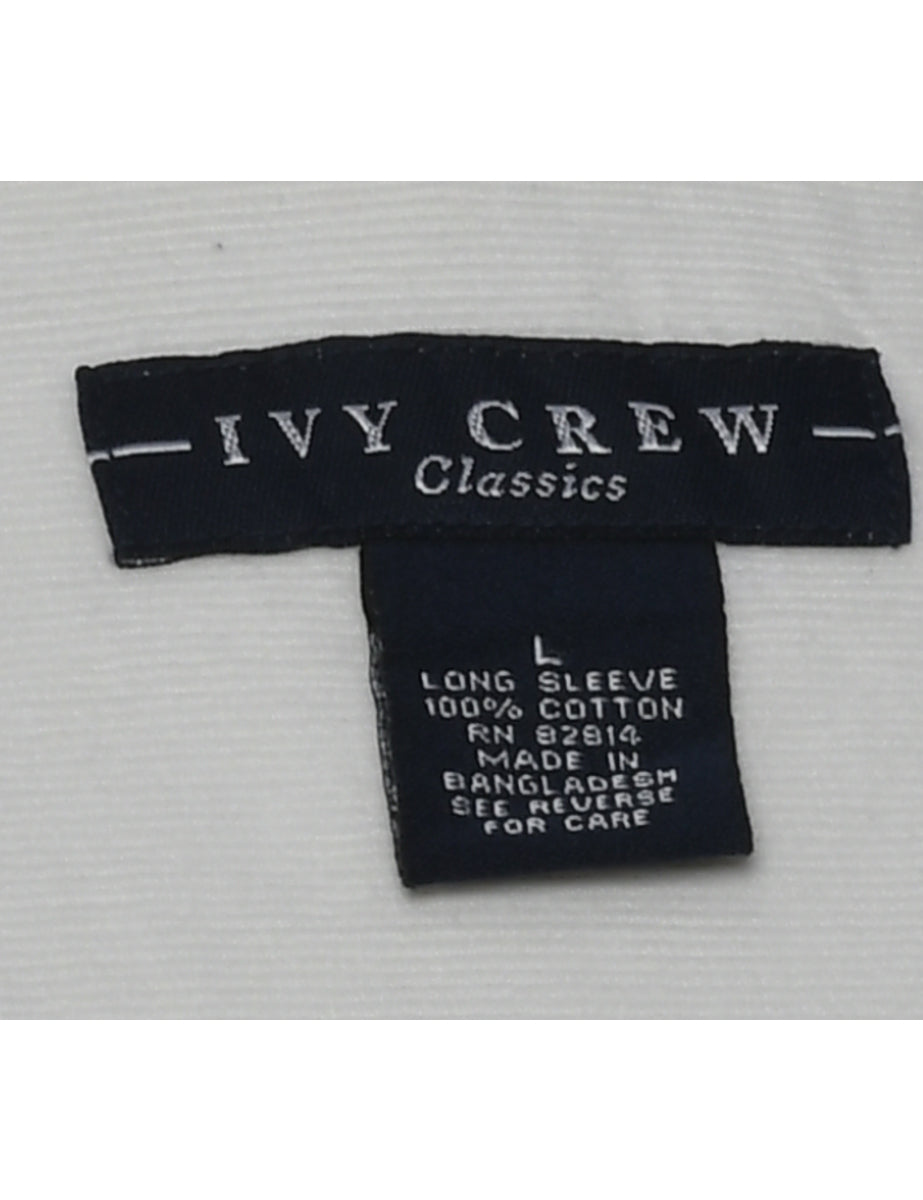 IVY CREW
Classics
L
LONG SLEEVE
100% COTTON
RN 82814
MADE IN
BANGLADESH
SEE REVERSE
FOR CARE